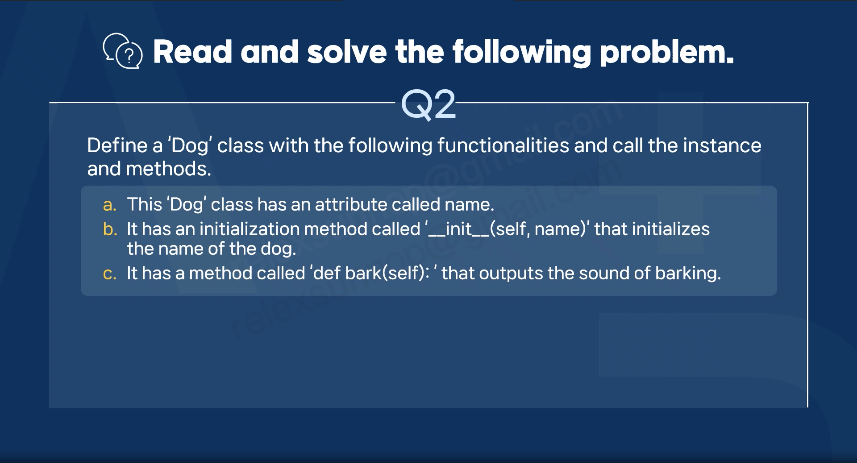 Read and solve the following problem.
Q2
Define a 'Dog' class with the following functionalities and call the instance
and methods.
a. This 'Dog' class has an attribute called name.
b. It has an initialization method called '__init__(self, name)' that initializes
the name of the dog.
c. It has a method called 'def bark(self): ' that outputs the sound of barking.